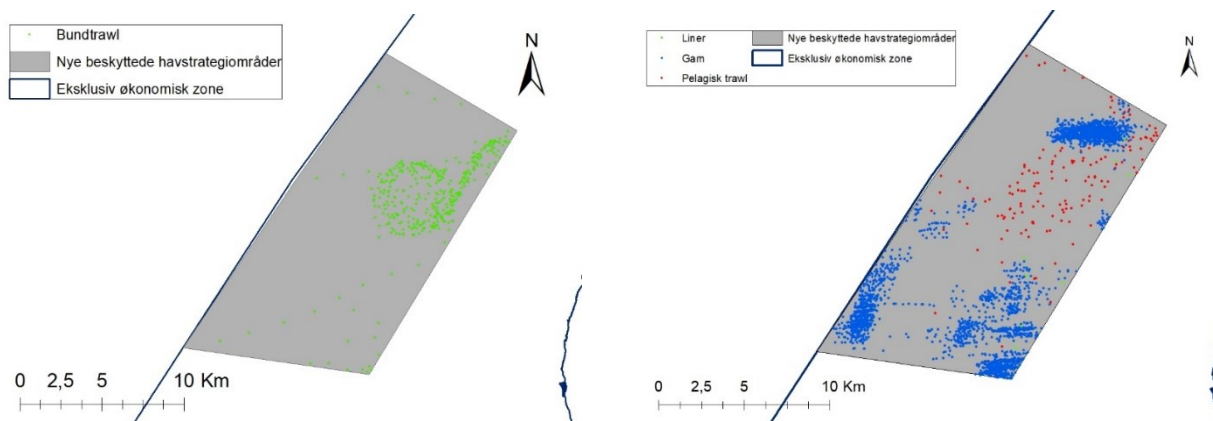 Bundtrawl
Nye beskyttede havstrategiområder
Eksklusiv økonomisk zone
N
0 2,5 5 10 Km
Liner
Garn
Pelagisk trawl
Nye beskyttede havstrategiområder
Eksklusiv økonomisk zone
N
0 2,5 5 10 Km